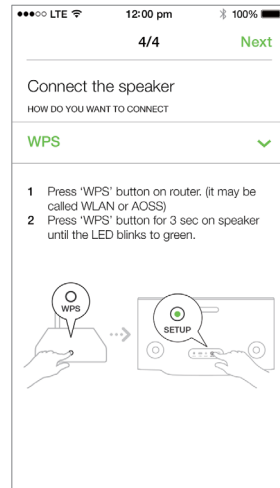 LTE 12:00 pm 100%
4/4 Next
Connect the speaker
HOW DO YOU WANT TO CONNECT
WPS
1 Press ‘WPS’ button on router. (it may be
called WLAN or AOSS)
2 Press ‘WPS’ button for 3 sec on speaker
until the LED blinks to green.
WPS
SETUP